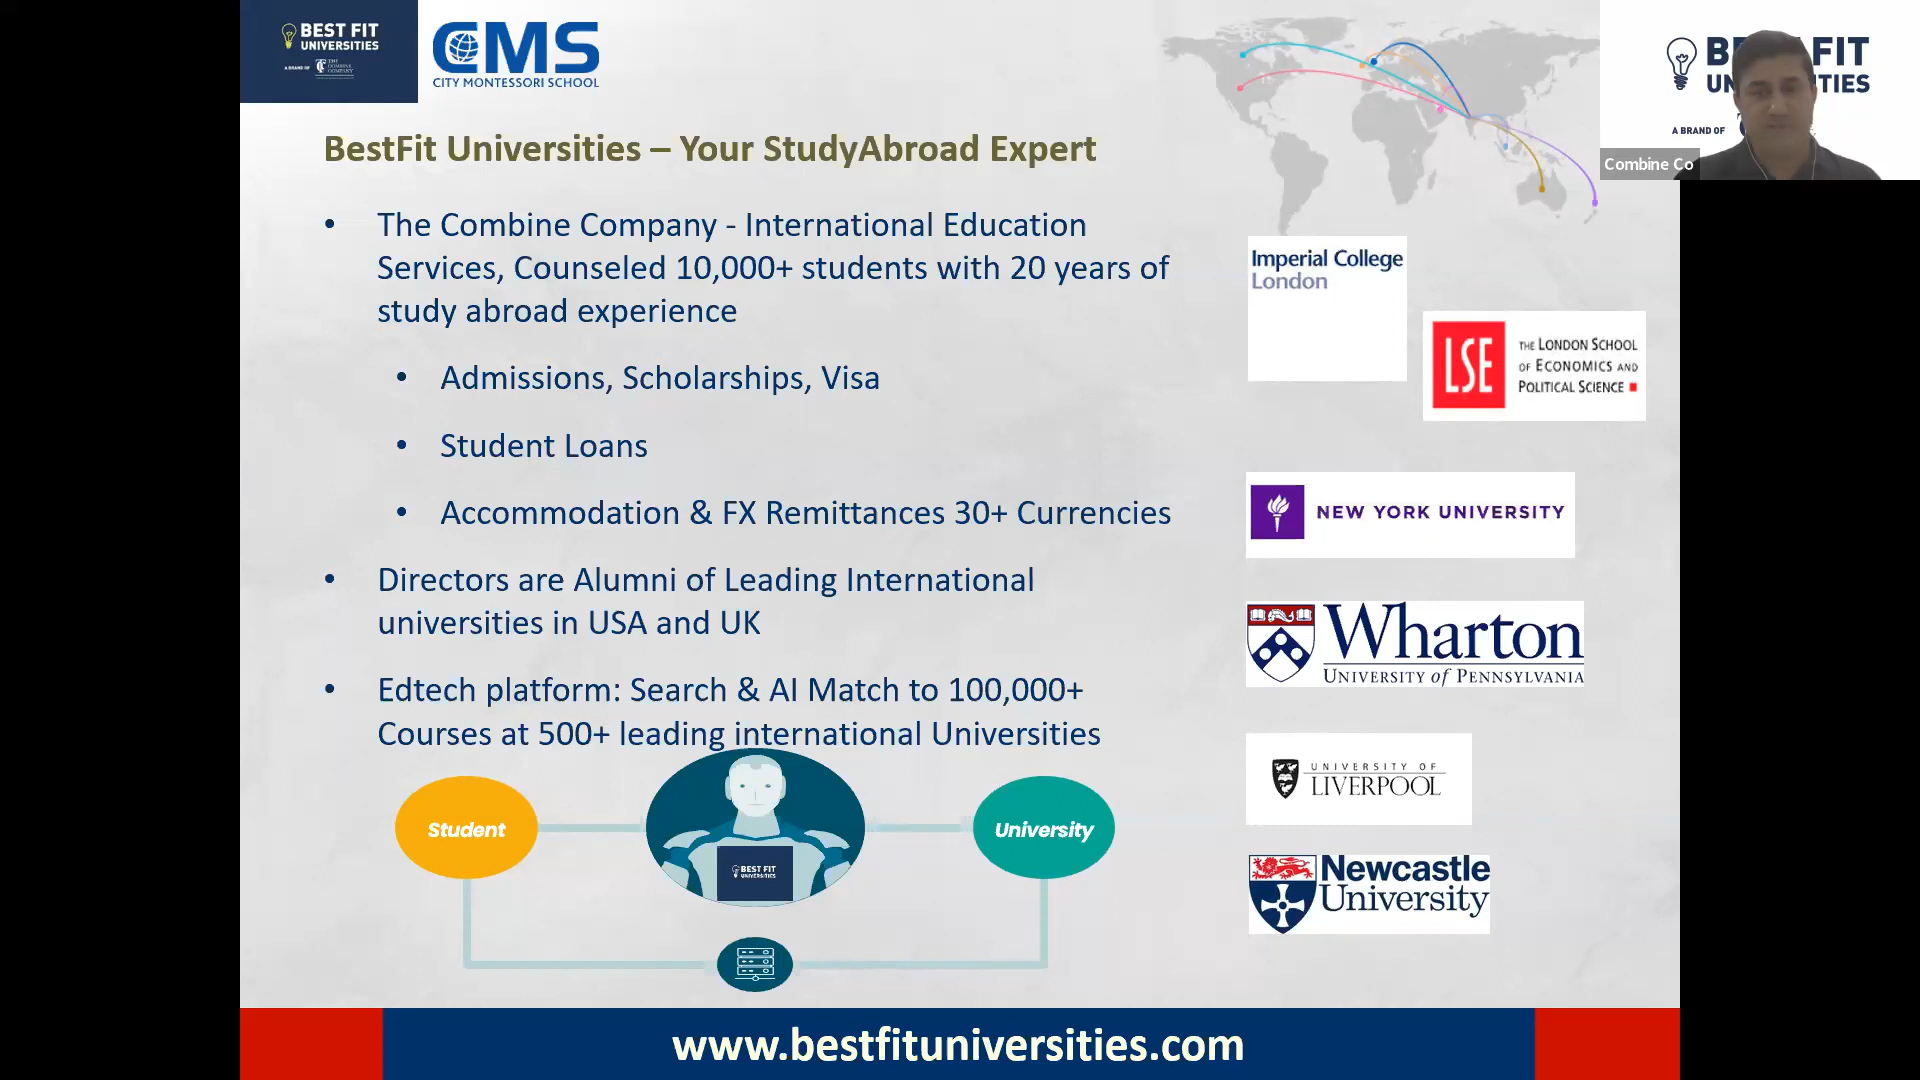 BEST FIT
UNIVERSITIES
A BRAND OF THE COMBINE COMPANY
CMS
CITY MONTESSORI SCHOOL
BEST FIT
A BRAND OF
Combine Co
BestFit Universities – Your StudyAbroad Expert
• The Combine Company - International Education
Services, Counseled 10,000+ students with 20 years of
study abroad experience
• Admissions, Scholarships, Visa
• Student Loans
• Accommodation & FX Remittances 30+ Currencies
• Directors are Alumni of Leading International
universities in USA and UK
• Edtech platform: Search & AI Match to 100,000+
Courses at 500+ leading international Universities
Student
BEST FIT
UNIVERSITIES
University
Imperial College
London
LSE
THE LONDON SCHOOL
OF ECONOMICS AND
POLITICAL SCIENCE
NEW YORK UNIVERSITY
Wharton
UNIVERSITY of PENNSYLVANIA
UNIVERSITY OF
LIVERPOOL
Newcastle
University
www.bestfituniversities.com